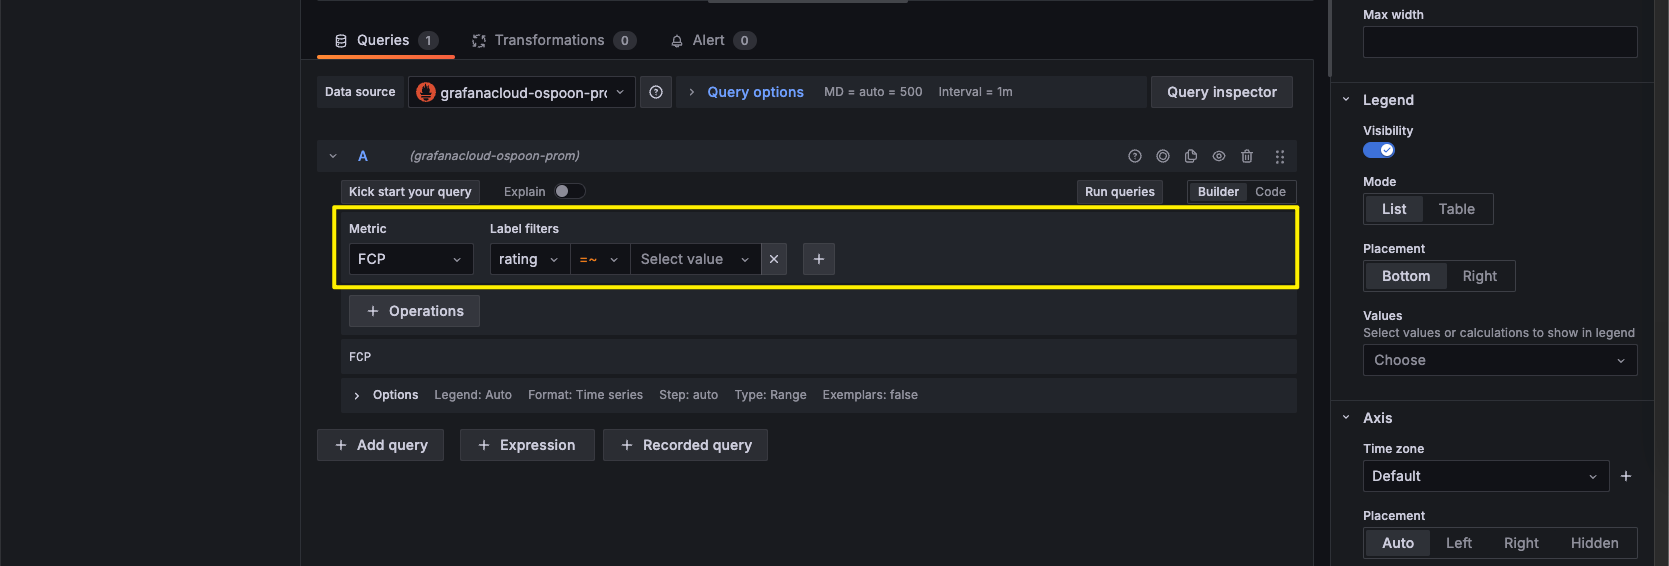 Queries 1 Transformations 0 Alert 0
Data source grafanacloud-ospoon-pro Query options MD = auto = 500 Interval = 1m Query inspector
A (grafanacloud-ospoon-prom)
Kick start your query Explain Run queries Builder Code
Metric Label filters
FCP rating =~ Select value
+ Operations
FCP
Options Legend: Auto Format: Time series Step: auto Type: Range Exemplars: false
+ Add query + Expression + Recorded query
Max width
Legend
Visibility
Mode
List Table
Placement
Bottom Right
Values
Select values or calculations to show in legend
Choose
Axis
Time zone
Default
Placement
Auto Left Right Hidden